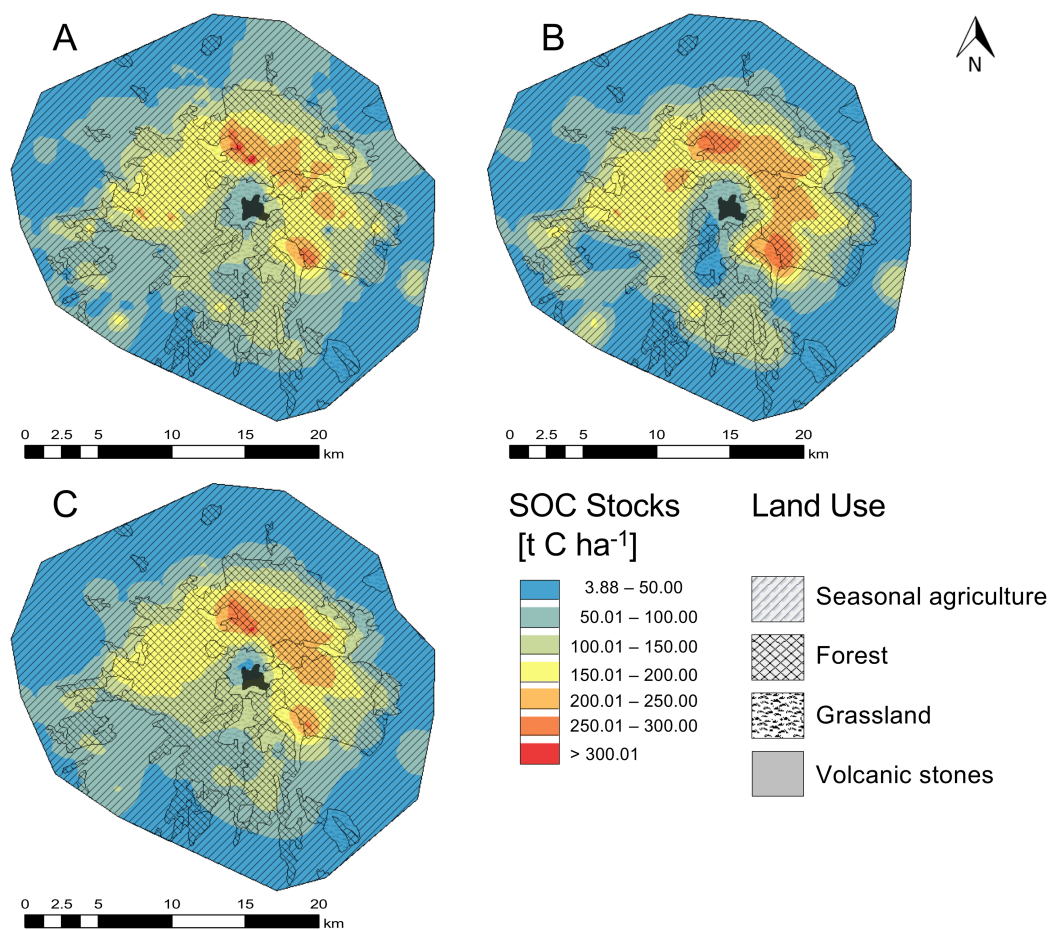 A
B
N
0 2.5 5 10 15 20
km
0 2.5 5 10 15 20
km
C
SOC Stocks
[t C ha-1]
3.88 – 50.00
50.01 – 100.00
100.01 – 150.00
150.01 – 200.00
200.01 – 250.00
250.01 – 300.00
> 300.01
Land Use
Seasonal agriculture
Forest
Grassland
Volcanic stones
0 2.5 5 10 15 20
km